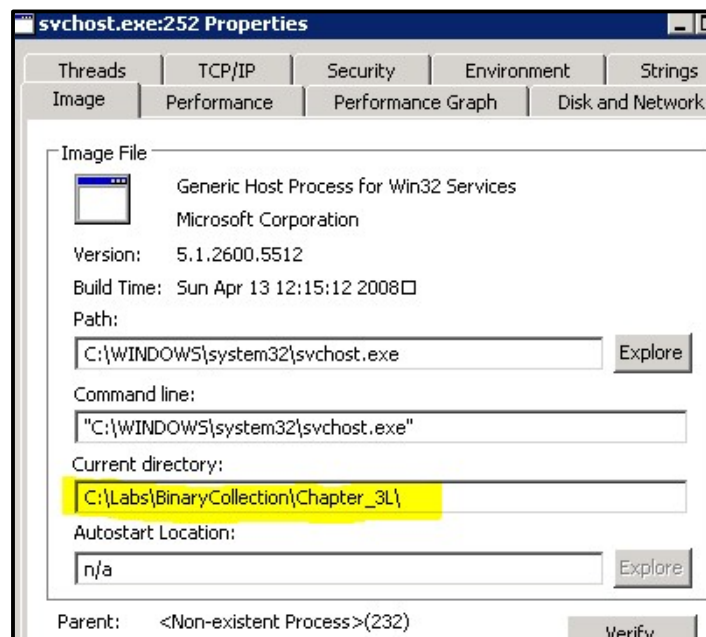 svchost.exe:252 Properties
Threads TCP/IP Security Environment Strings
Image Performance Performance Graph Disk and Network
Image File
Generic Host Process for Win32 Services
Microsoft Corporation
Version: 5.1.2600.5512
Build Time: Sun Apr 13 12:15:12 2008□
Path:
C:\WINDOWS\system32\svchost.exe Explore
Command line:
"C:\WINDOWS\system32\svchost.exe"
Current directory:
C:\Labs\BinaryCollection\Chapter_3L\
Autostart Location:
n/a Explore
Parent: <Non-existent Process>(232) Verify